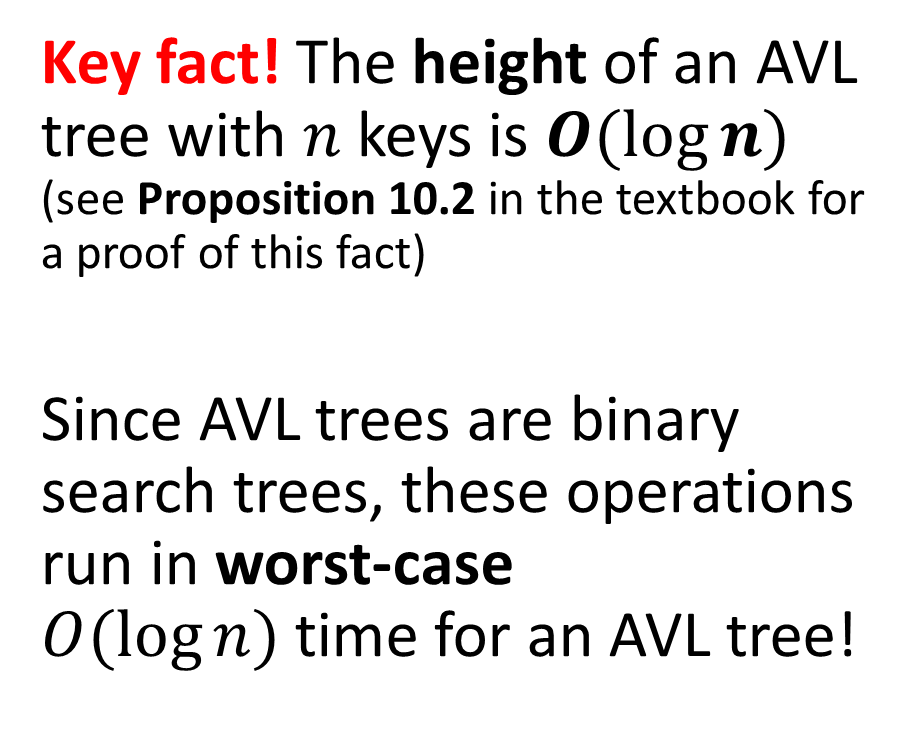 Key fact! The height of an AVL
tree with n keys is O(log n)
(see Proposition 10.2 in the textbook for
a proof of this fact)
Since AVL trees are binary
search trees, these operations
run in worst-case
O(log n) time for an AVL tree!